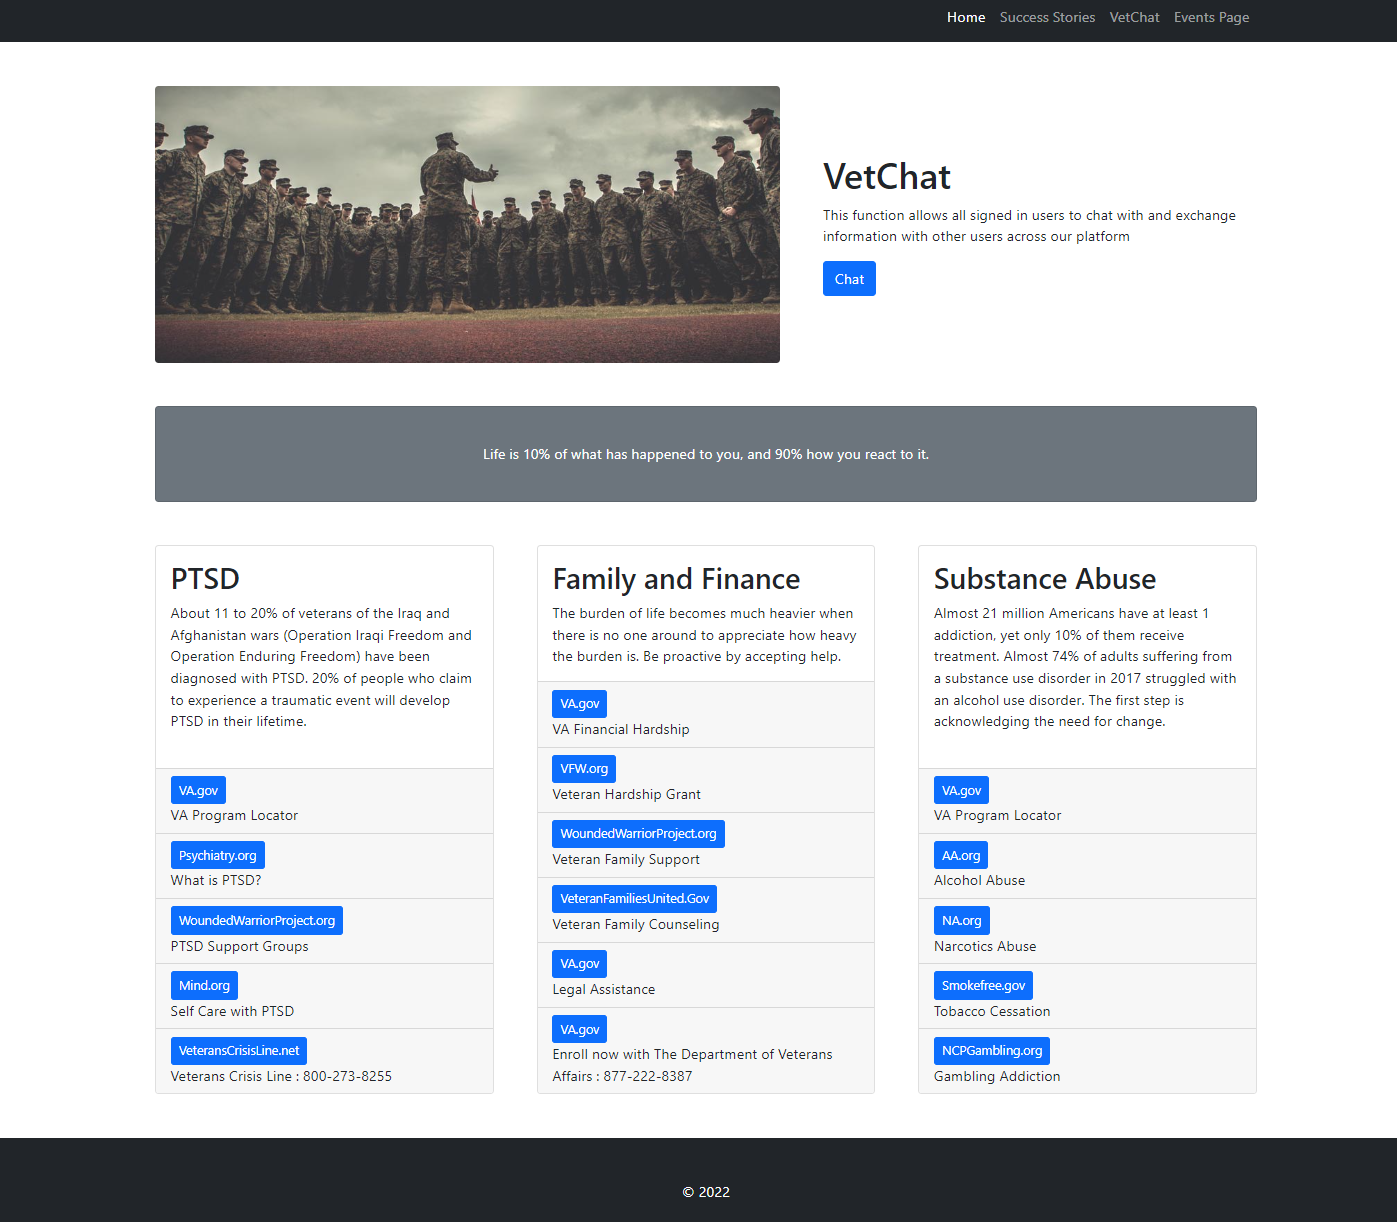 Home Success Stories VetChat Events Page
VetChat
This function allows all signed in users to chat with and exchange
information with other users across our platform
Chat
Life is 10% of what has happened to you, and 90% how you react to it.
PTSD
About 11 to 20% of veterans of the Iraq and
Afghanistan wars (Operation Iraqi Freedom and
Operation Enduring Freedom) have been
diagnosed with PTSD. 20% of people who claim
to experience a traumatic event will develop
PTSD in their lifetime.
VA.gov
VA Program Locator
Psychiatry.org
What is PTSD?
WoundedWarriorProject.org
PTSD Support Groups
Mind.org
Self Care with PTSD
VeteransCrisisLine.net
Veterans Crisis Line : 800-273-8255
Family and Finance
The burden of life becomes much heavier when
there is no one around to appreciate how heavy
the burden is. Be proactive by accepting help.
VA.gov
VA Financial Hardship
VFW.org
Veteran Hardship Grant
WoundedWarriorProject.org
Veteran Family Support
VeteranFamiliesUnited.Gov
Veteran Family Counseling
VA.gov
Legal Assistance
VA.gov
Enroll now with The Department of Veterans
Affairs : 877-222-8387
Substance Abuse
Almost 21 million Americans have at least 1
addiction, yet only 10% of them receive
treatment. Almost 74% of adults suffering from
a substance use disorder in 2017 struggled with
an alcohol use disorder. The first step is
acknowledging the need for change.
VA.gov
VA Program Locator
AA.org
Alcohol Abuse
NA.org
Narcotics Abuse
Smokefree.gov
Tobacco Cessation
NCPGambling.org
Gambling Addiction
© 2022